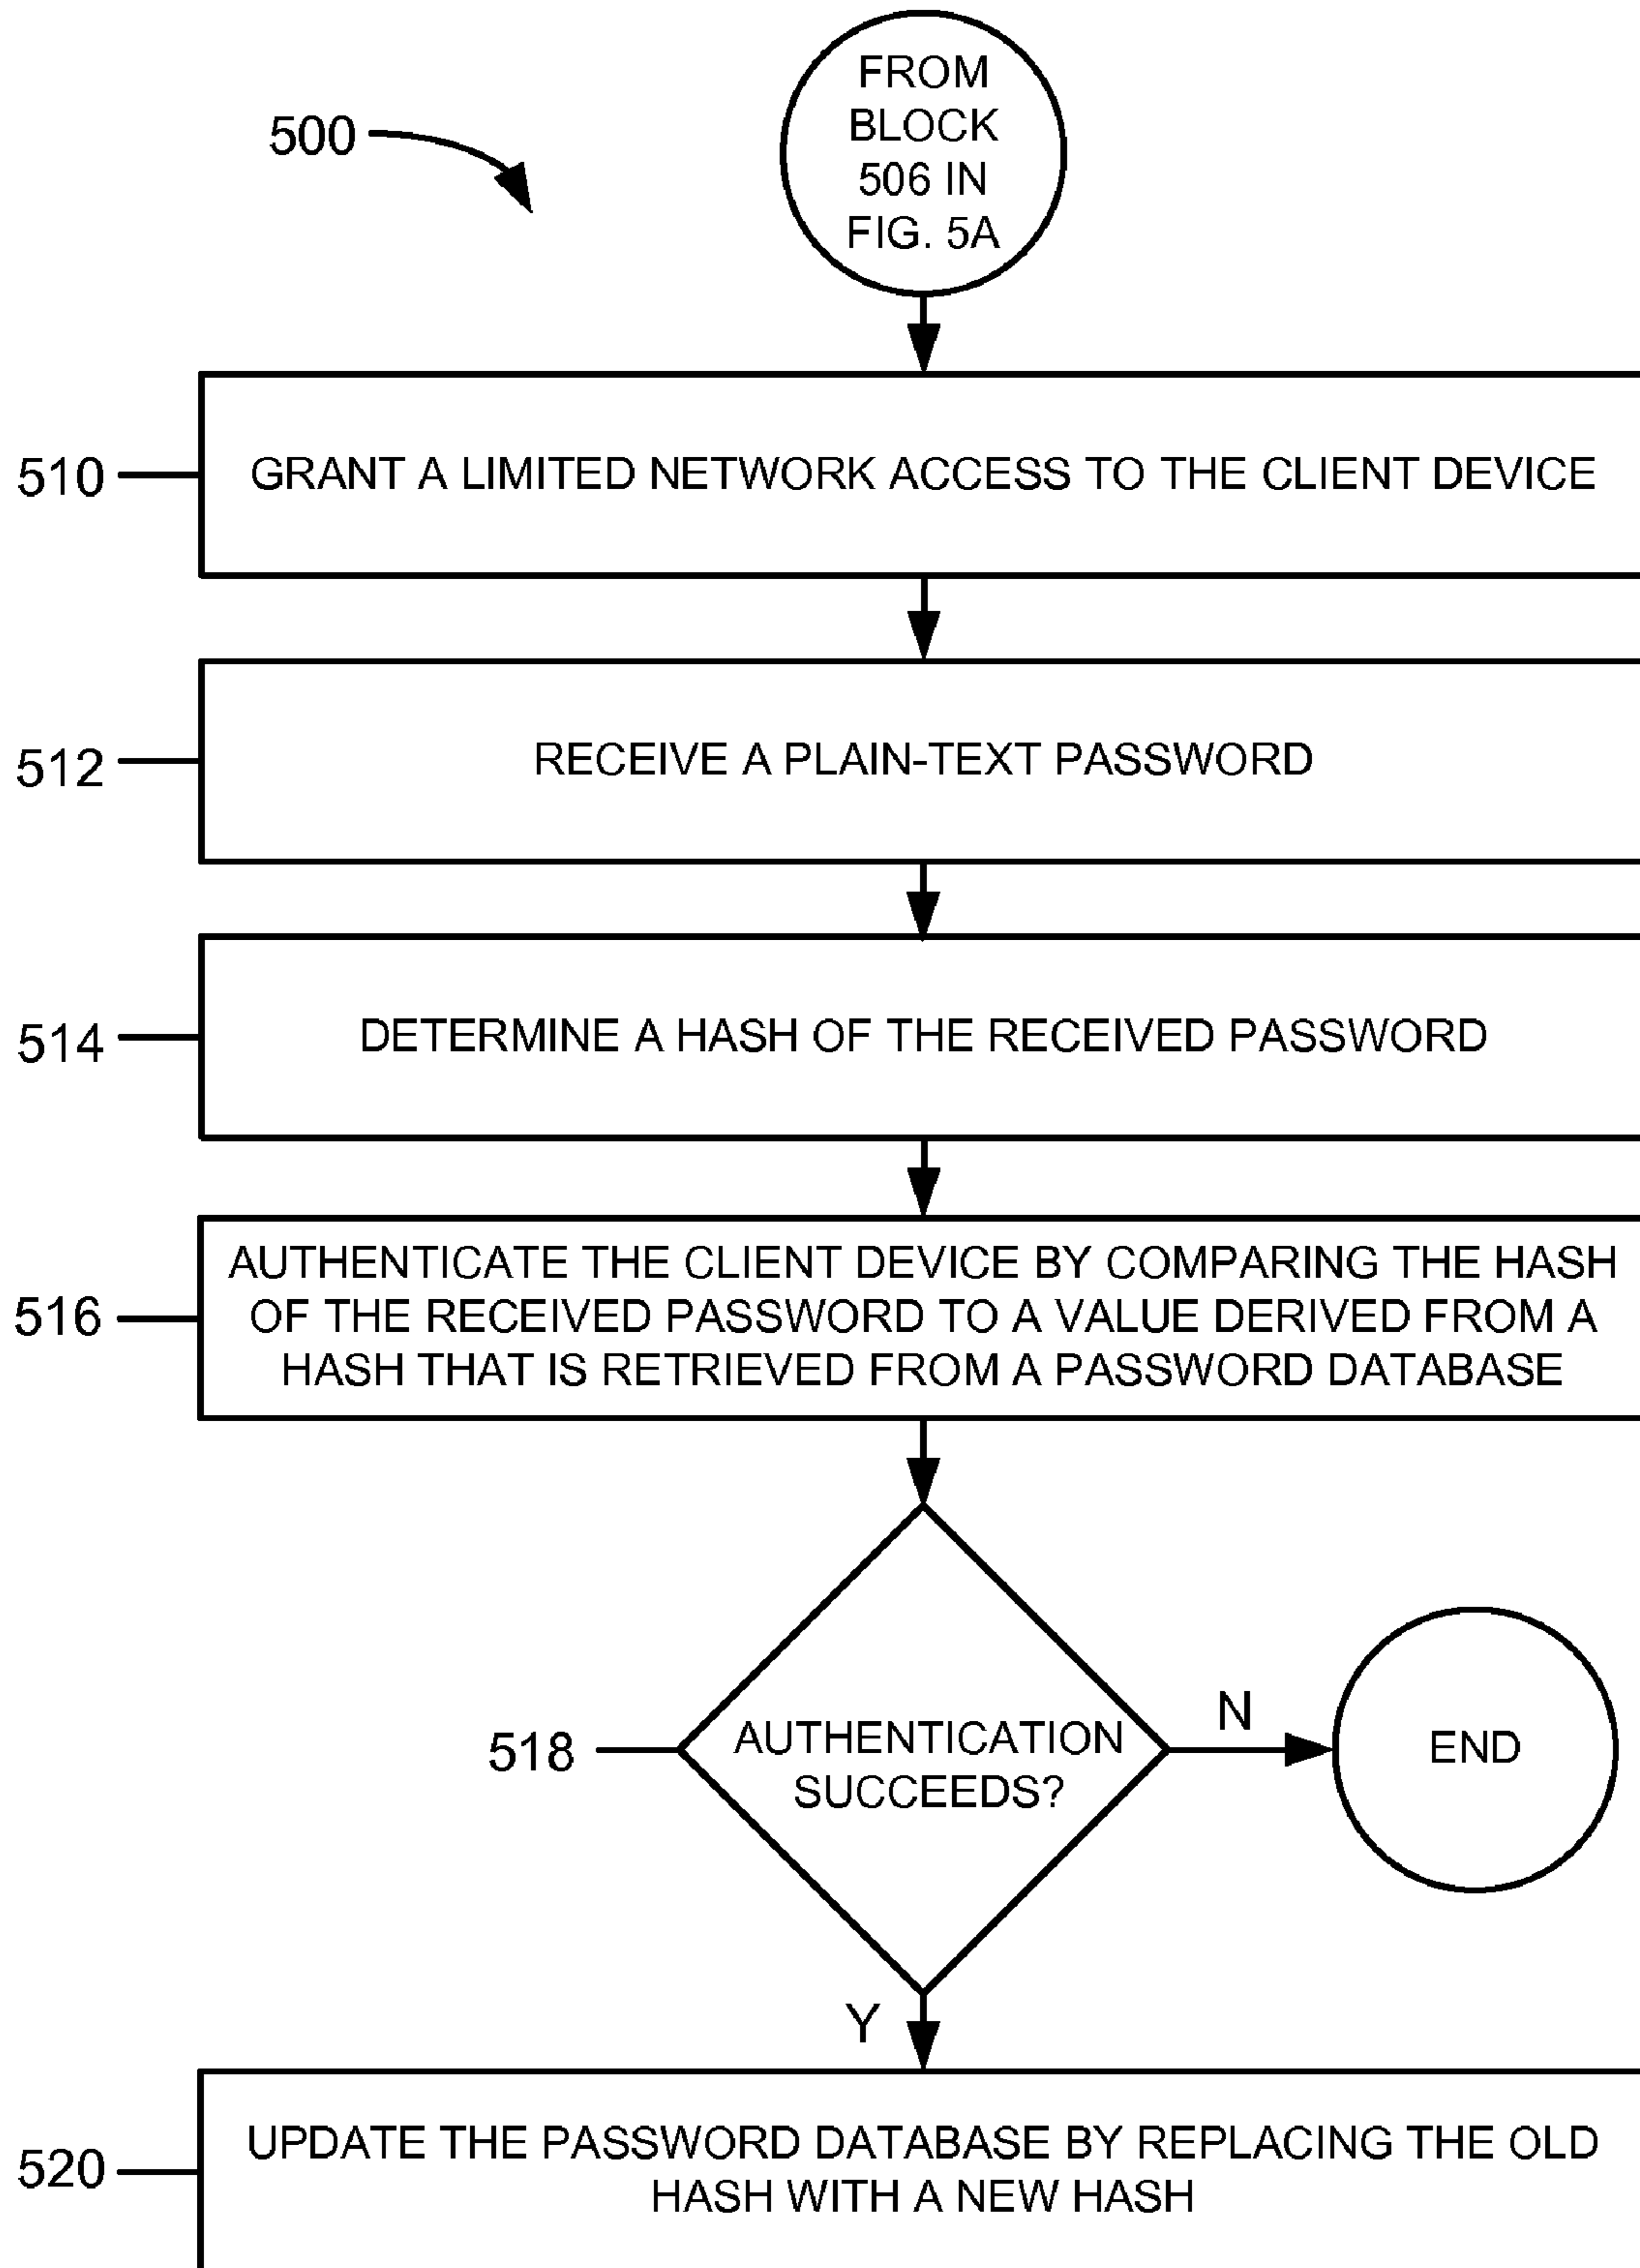 FROM
BLOCK
506 IN
FIG. 5A
500
510
GRANT A LIMITED NETWORK ACCESS TO THE CLIENT DEVICE
512
RECEIVE A PLAIN-TEXT PASSWORD
514
DETERMINE A HASH OF THE RECEIVED PASSWORD
516
AUTHENTICATE THE CLIENT DEVICE BY COMPARING THE HASH
OF THE RECEIVED PASSWORD TO A VALUE DERIVED FROM A
HASH THAT IS RETRIEVED FROM A PASSWORD DATABASE
518
AUTHENTICATION
SUCCEEDS?
N
END
Y
520
UPDATE THE PASSWORD DATABASE BY REPLACING THE OLD
HASH WITH A NEW HASH